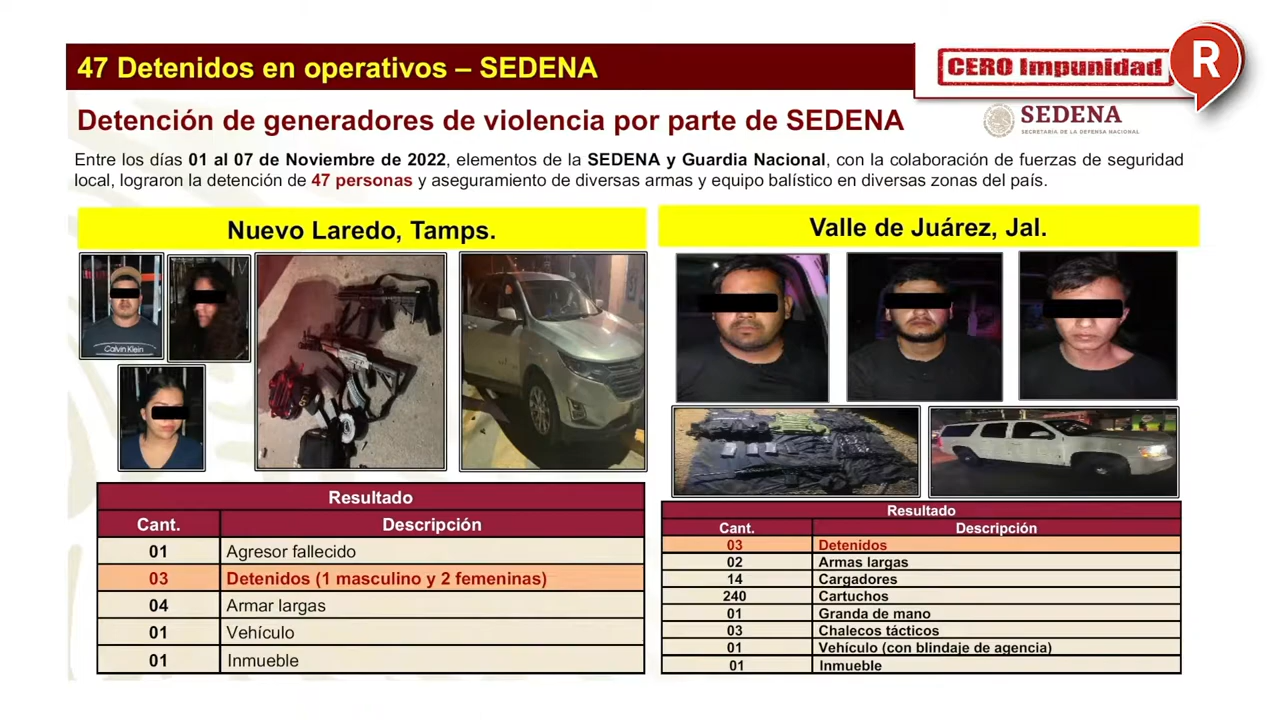 47 Detenidos en operativos – SEDENA
CERO Impunidad
R
Detención de generadores de violencia por parte de SEDENA
SEDENA
SECRETARÍA DE LA DEFENSA NACIONAL
Entre los días 01 al 07 de Noviembre de 2022, elementos de la SEDENA y Guardia Nacional, con la colaboración de fuerzas de seguridad
local, lograron la detención de 47 personas y aseguramiento de diversas armas y equipo balístico en diversas zonas del país.
Nuevo Laredo, Tamps.
Calvin Klein
Resultado
Cant. Descripción
01 Agresor fallecido
03 Detenidos (1 masculino y 2 femeninas)
04 Armar largas
01 Vehículo
01 Inmueble
Valle de Juárez, Jal.
Resultado
Cant. Descripción
03 Detenidos
02 Armas largas
14 Cargadores
240 Cartuchos
01 Granda de mano
03 Chalecos tácticos
01 Vehículo (con blindaje de agencia)
01 Inmueble